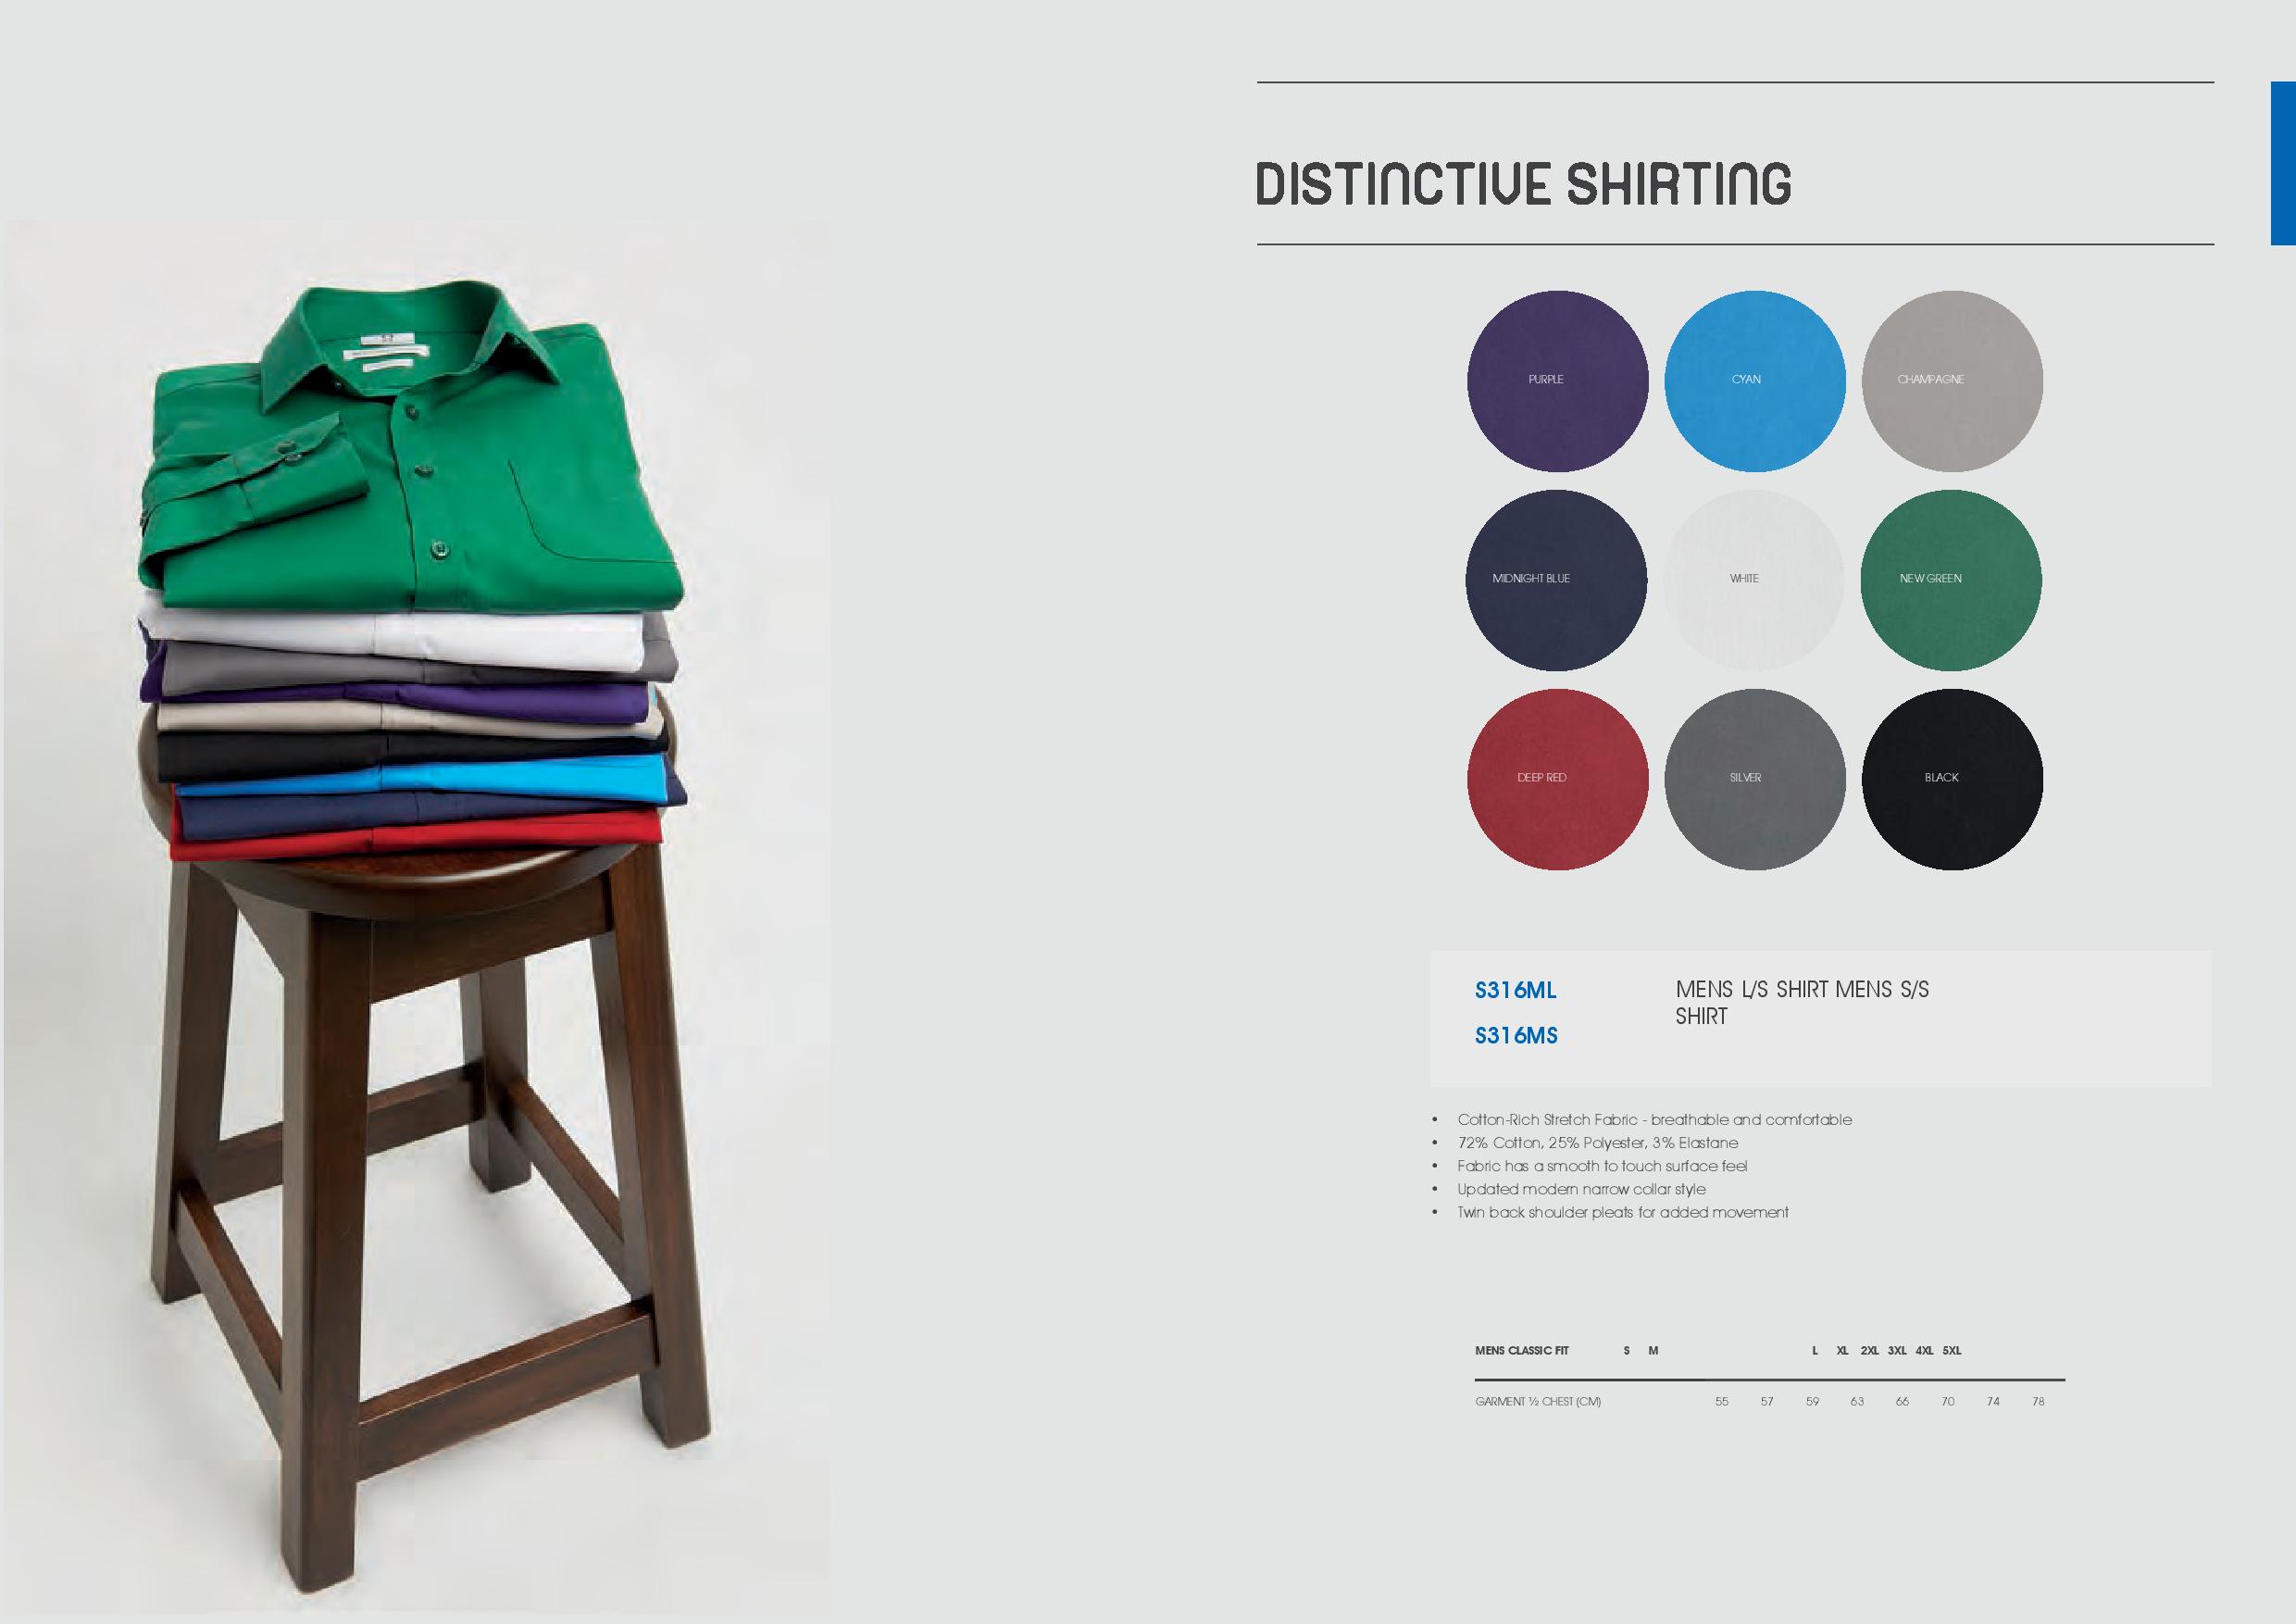 DISTINCTIVE SHIRTING
PURPLE
CYAN
CHAMPAGNE
MIDNIGHT BLUE
WHITE
NEW GREEN
DEEP RED
SILVER
BLACK
S316ML
S316MS
MENS L/S SHIRT MENS S/S
SHIRT
• Cotton-Rich Stretch Fabric - breathable and comfortable
• 72% Cotton, 25% Polyester, 3% Elastane
• Fabric has a smooth to touch surface feel
• Updated modern narrow collar style
• Twin back shoulder pleats for added movement
MENS CLASSIC FIT S M L XL 2XL 3XL 4XL 5XL
GARMENT ½ CHEST (CM) 55 57 59 63 66 70 74 78